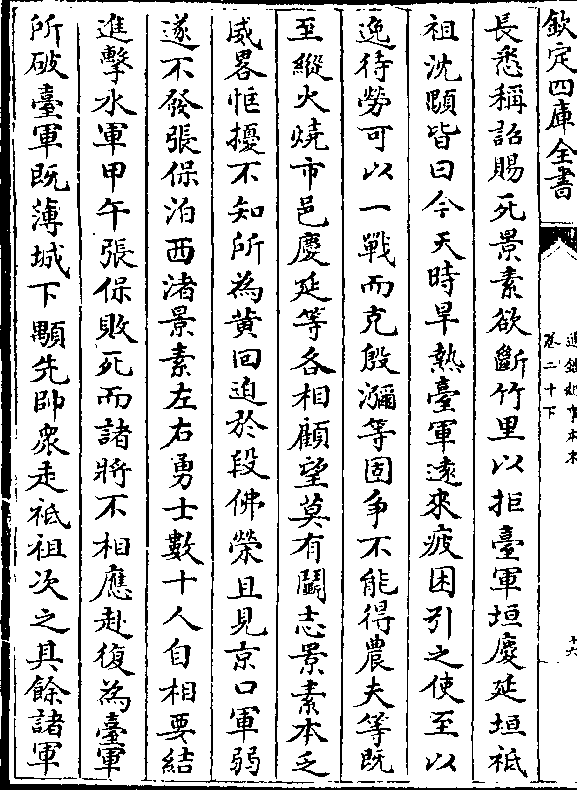 欽定四庫全書
通鑑紀事本末
卷二十下
十六
長悉稱詔賜死景素欲斷竹里以拒臺軍垣慶延垣祗
祖沈顒皆曰今天時旱熱臺軍遠來疲困引之使至以
逸待勞可以一戰而克殷瀰等固爭不能得農夫等既
至縱火燒市邑慶延等各相顧望莫有鬭志景素本乏
威畧恇擾不知所為黃回迫於段佛榮且見京口軍弱
遂不發張保泊西渚景素左右勇士數十人自相要結
進擊水軍甲午張保敗死而諸將不相應赴復為臺軍
所破臺軍既薄城下顒先帥衆走祗祖次之其餘諸軍